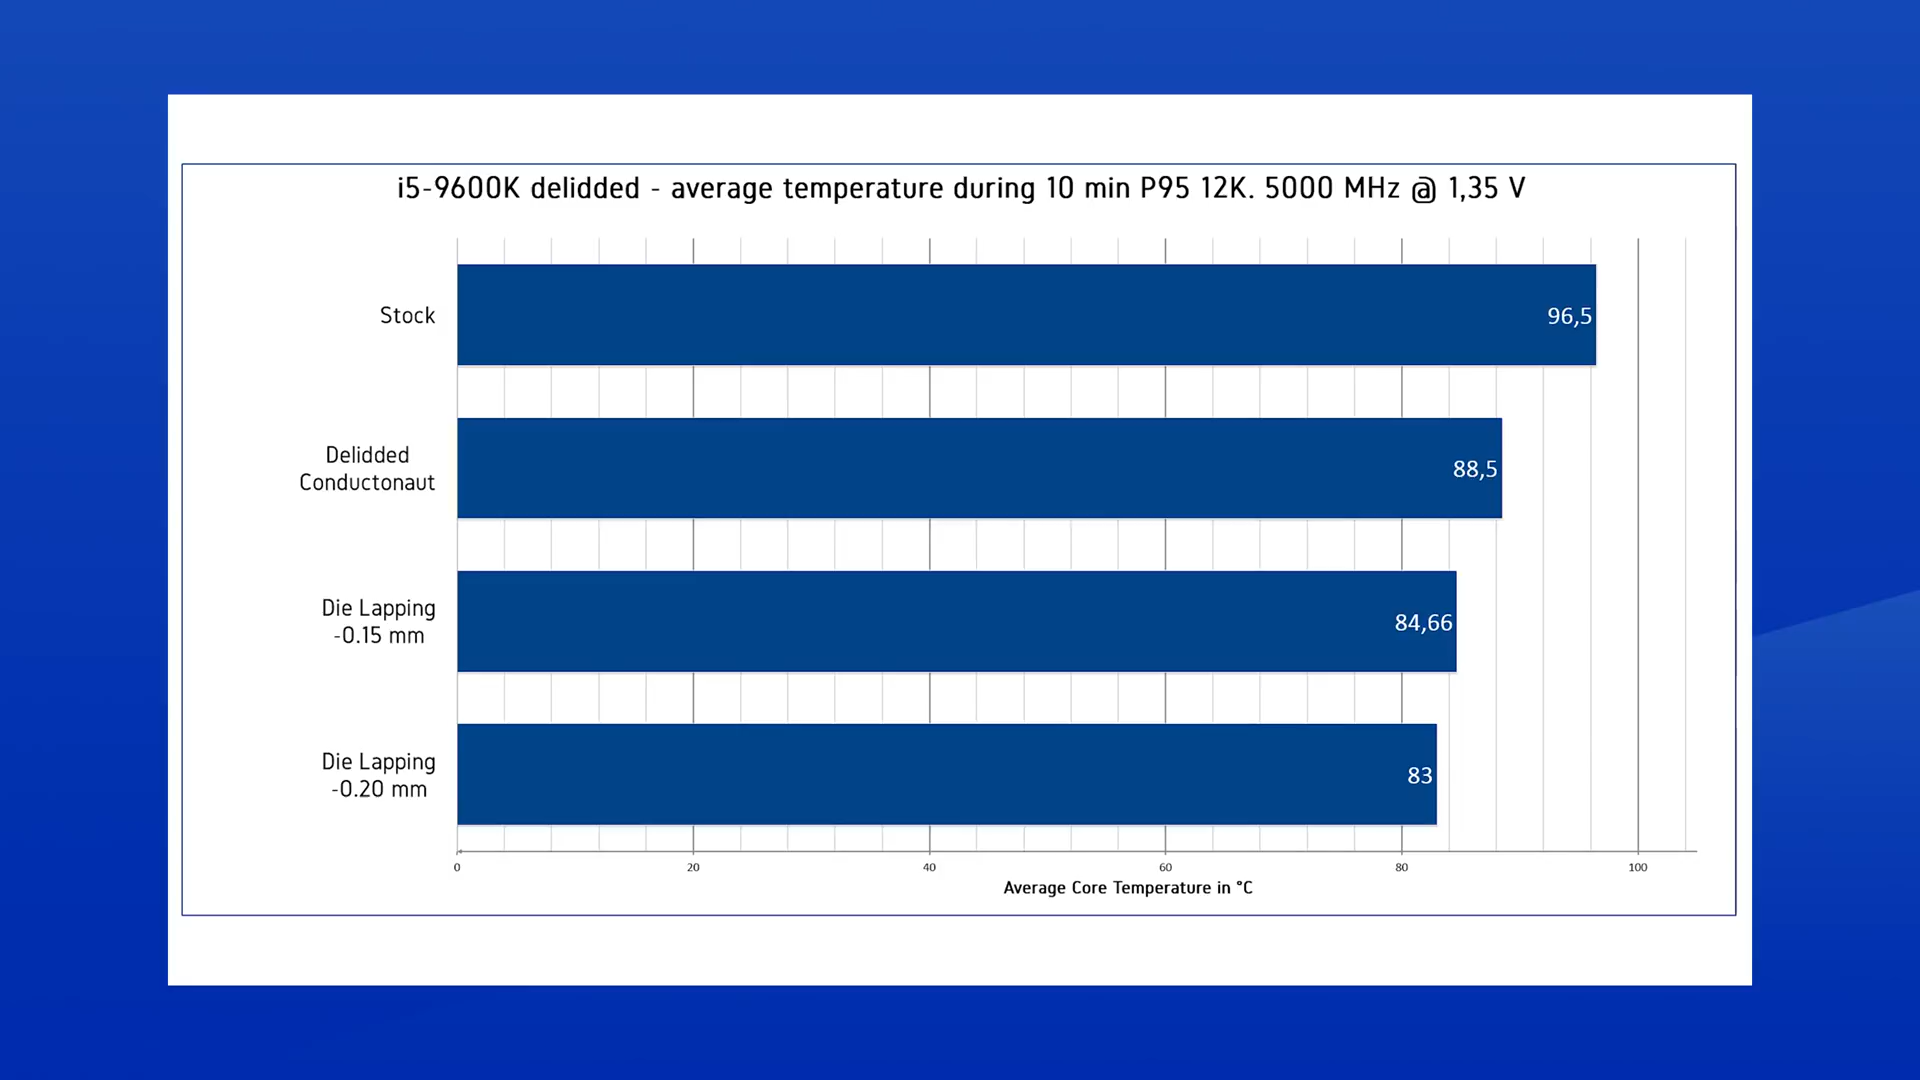 i5-9600K delidded - average temperature during 10 min P95 12K. 5000 MHz @ 1,35 V
Stock
96,5
Delidded
Conductonaut
88,5
Die Lapping
-0.15 mm
84,66
Die Lapping
-0.20 mm
83
0 20 40 60 80 100
Average Core Temperature in °C